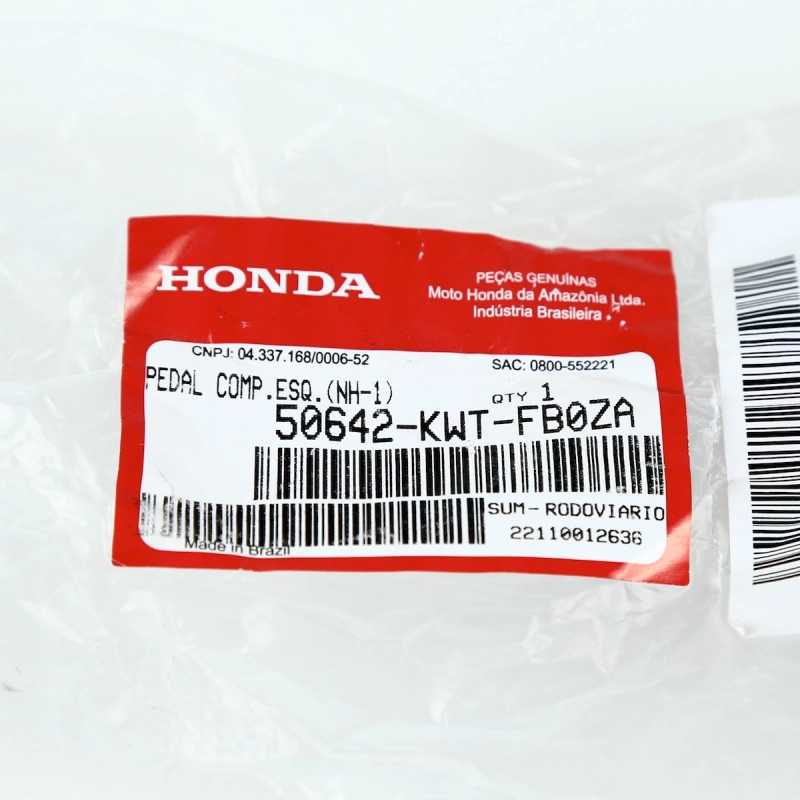 HONDA
PEÇAS GENUÍNAS
Moto Honda da Amazônia Ltda.
Indústria Brasileira
CNPJ: 04.337.168/0006-52
SAC: 0800-552221
PEDAL COMP.ESQ.(NH-1)
QTY 1
50642-KWT-FB0ZA
SUM-RODOVIARIO
22110012636
Made in Brazil